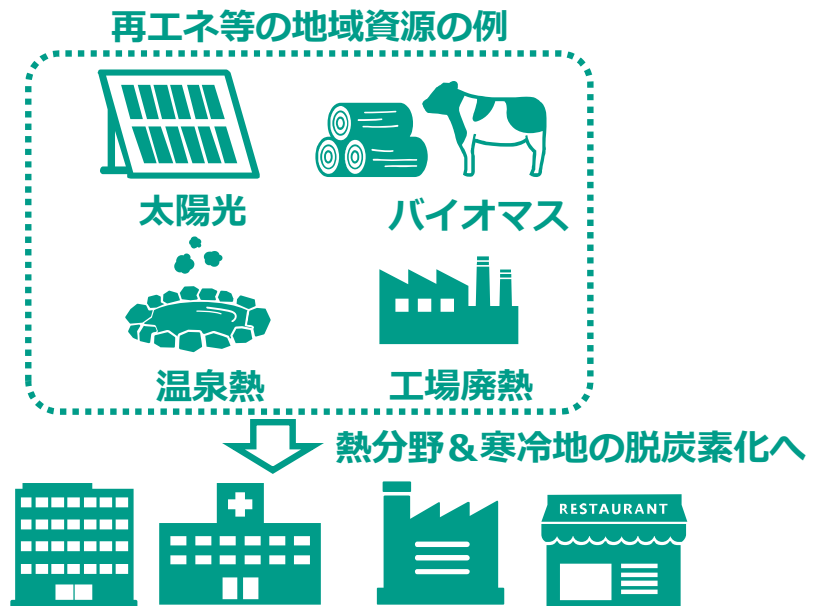 再エネ等の地域資源の例
太陽光
バイオマス
温泉熱
工場廃熱
熱分野＆寒冷地の脱炭素化へ
RESTAURANT